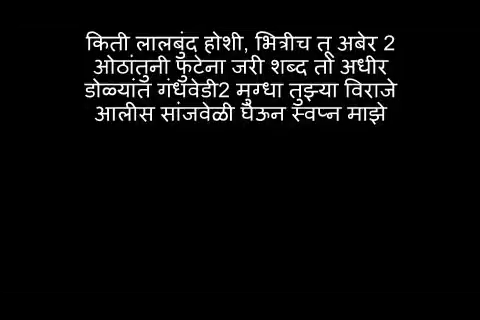 किती लालबुंद होशी, भित्रीच तू अबेर 2
ओठांतुनी फुटेना जरी शब्द तो अधीर
डोळ्यांत गंधवेडी2 मुग्धा तुझ्या विराजे
आलीस सांजवेळी घेऊन स्वप्न माझे